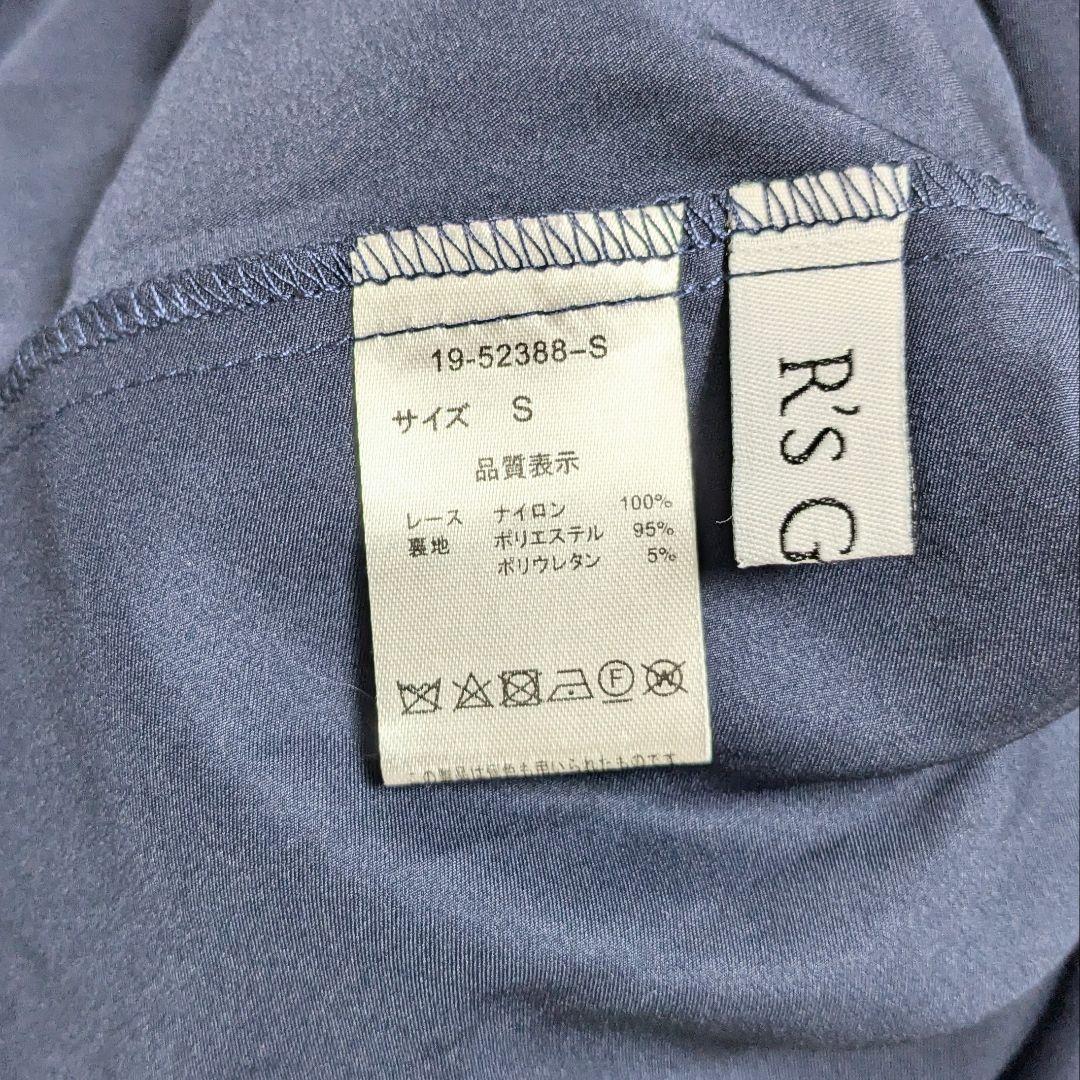 19-52388-S
サイズ S
品質表示
レース ナイロン 100%
裏地 ポリエステル 95%
ポリウレタン 5%
F
W
R'S G